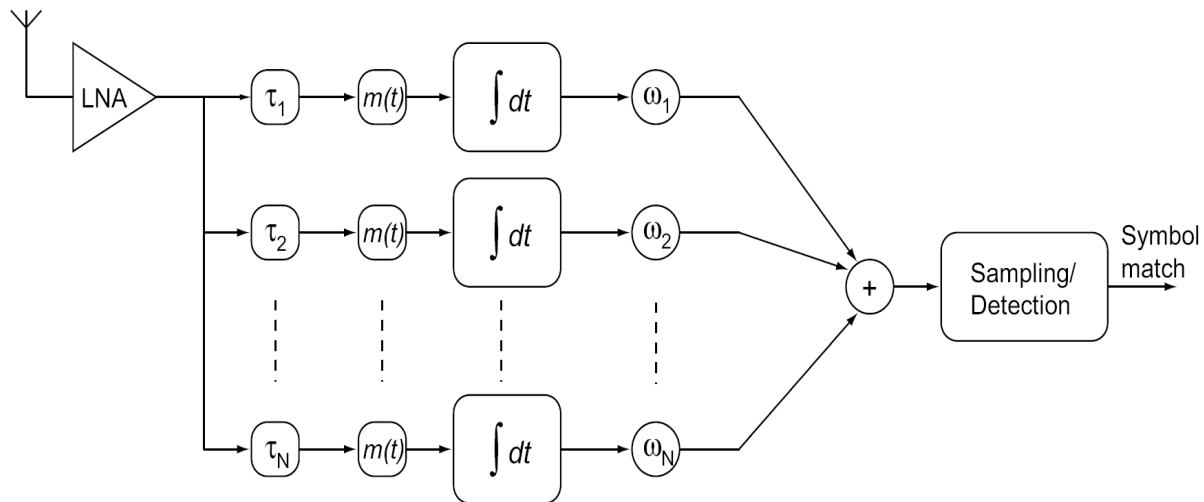 LNA
τ1 m(t) ∫ dt ω1
τ2 m(t) ∫ dt ω2
+
Sampling/
Detection
Symbol
match
τN m(t) ∫ dt ωN